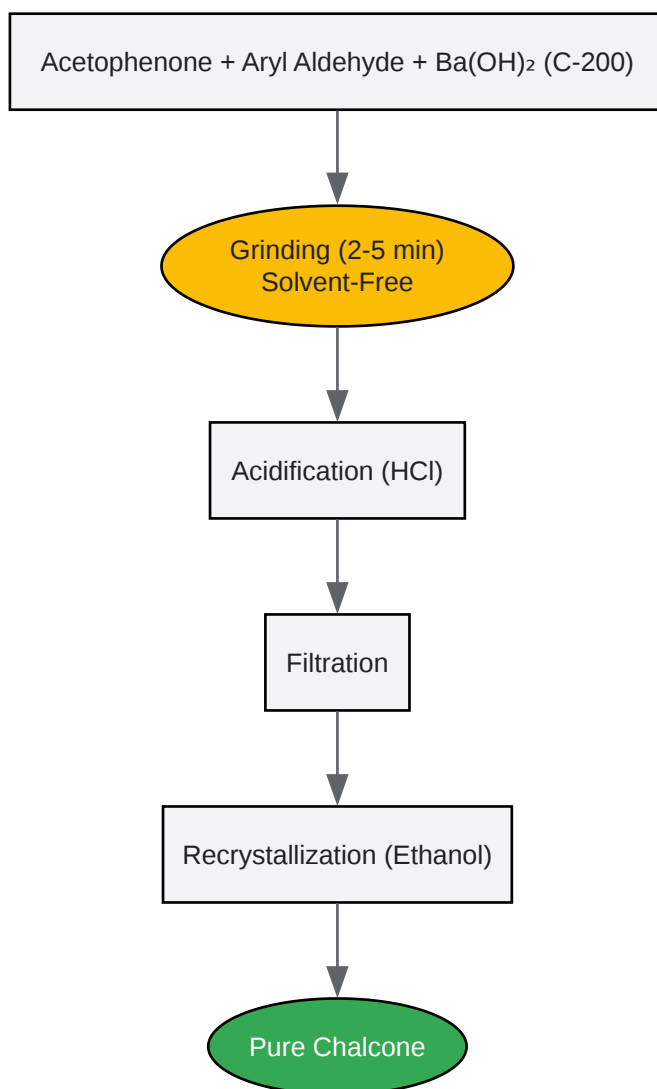 Acetophenone + Aryl Aldehyde + Ba(OH)₂ (C-200)
Grinding (2-5 min)
Solvent-Free
Acidification (HCl)
Filtration
Recrystallization (Ethanol)
Pure Chalcone